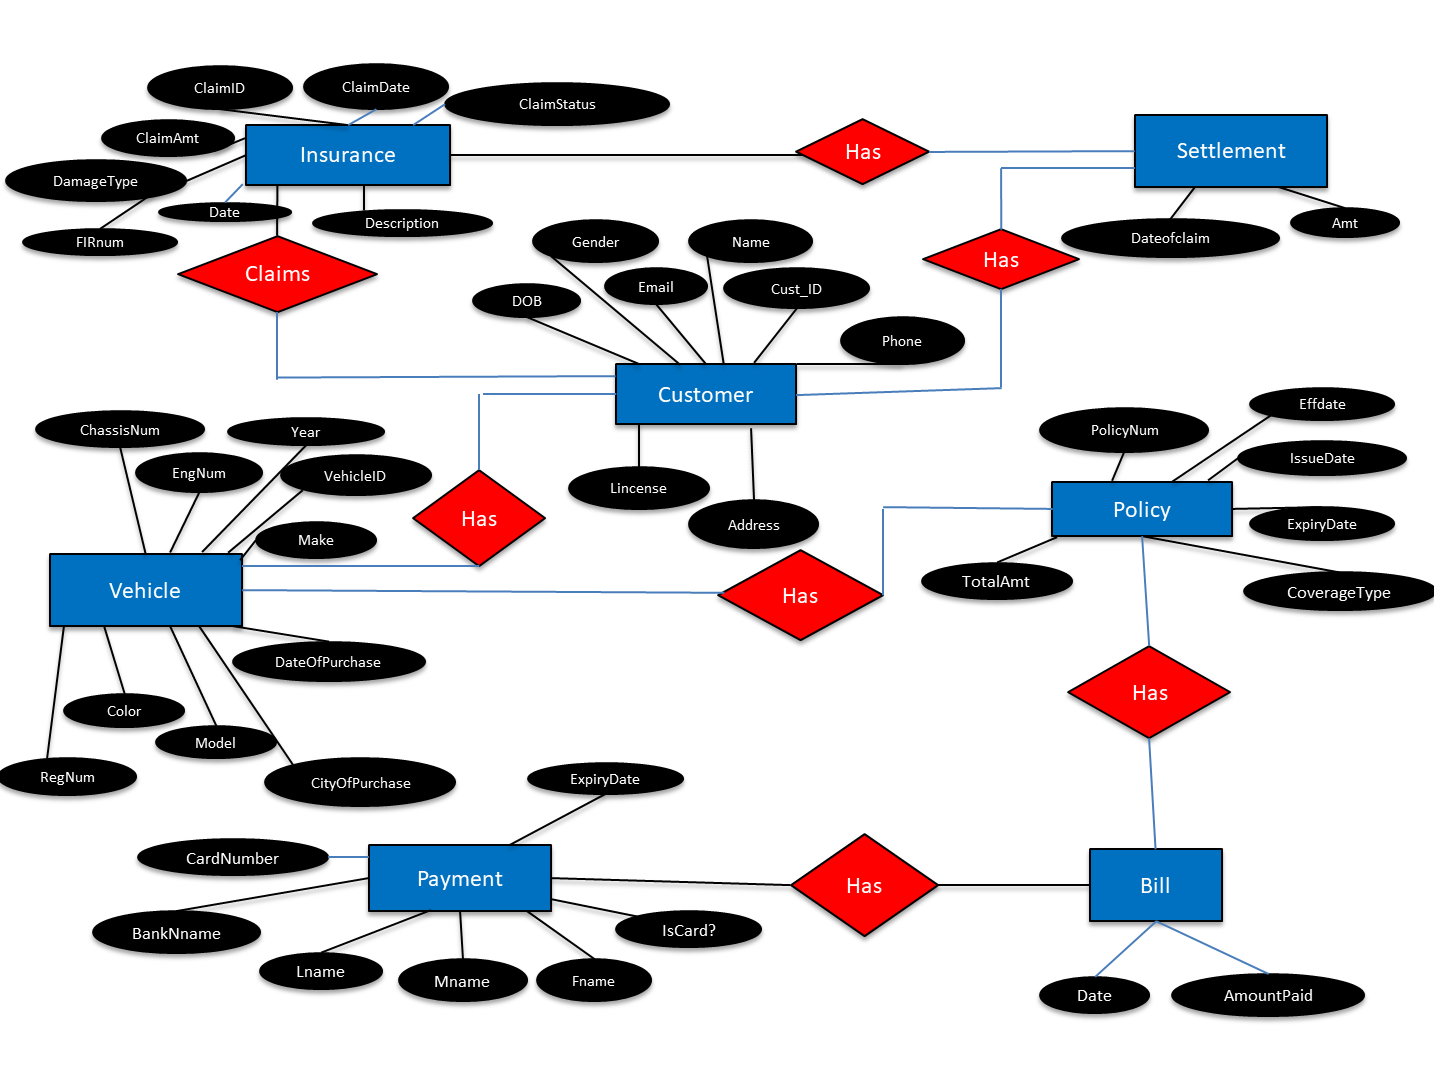 ClaimID
ClaimDate
ClaimStatus
ClaimAmt
Insurance
Has
Settlement
DamageType
Date
Description
FIRnum
Gender
Name
Dateofclaim
Amt
Claims
Has
DOB
Email
Cust_ID
Phone
Customer
ChassisNum
Year
PolicyNum
Effdate
EngNum
VehicleID
IssueDate
Lincense
Has
Address
Policy
ExpiryDate
Make
Vehicle
Has
TotalAmt
CoverageType
DateOfPurchase
Has
Color
Model
RegNum
CityOfPurchase
ExpiryDate
CardNumber
Payment
Has
Bill
BankNname
IsCard?
Lname
Mname
Fname
Date
AmountPaid